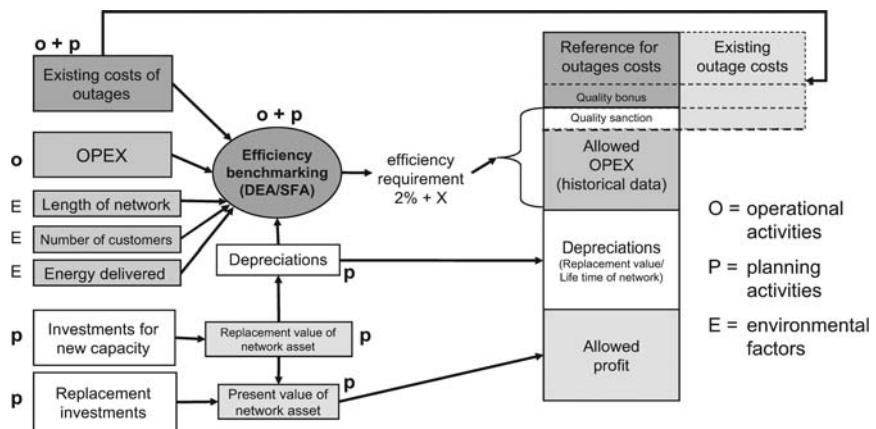 o + p
Existing costs of
outages
o
OPEX
E
Length of network
E
Number of customers
E
Energy delivered
p
Investments for
new capacity
p
Replacement
investments
o + p
Efficiency
benchmarking
(DEA/SFA)
Depreciations
p
Replacement value of
network asset
p
Present value of
network asset
p
efficiency
requirement
2% + X
Reference for
outages costs
Existing
outage costs
Quality bonus
Quality sanction
Allowed
OPEX
(historical data)
Depreciations
(Replacement value/
Life time of network)
Allowed
profit
O = operational
activities
P = planning
activities
E = environmental
factors